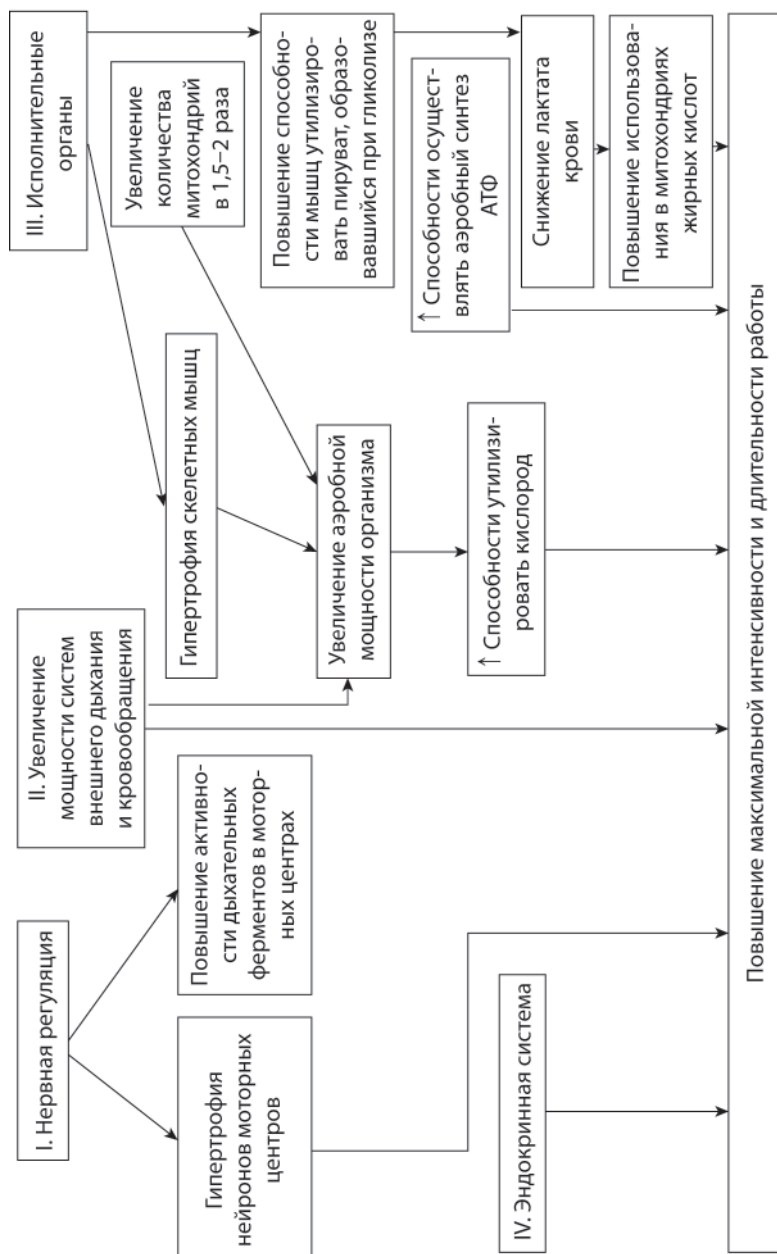 I. Нервная регуляция
II. Увеличение
мощности систем
внешнего дыхания
и кровообращения
III. Исполнительные
органы
Гипертрофия
нейронов моторных
центров
Повышение активно-
сти дыхательных
ферментов в мотор-
ных центрах
Гипертрофия скелетных мышц
Увеличение
количества
митохондрий
в 1,5–2 раза
Увеличение аэробной
мощности организма
Повышение способно-
сти мышц утилизиро-
вать пируват, образо-
вавшийся при гликолизе
↑ Способности утилизи-
ровать кислород
↑ Способности осущест-
влять аэробный синтез
АТФ
IV. Эндокринная система
Снижение лактата
крови
Повышение использова-
ния в митохондриях
жирных кислот
Повышение максимальной интенсивности и длительности работы